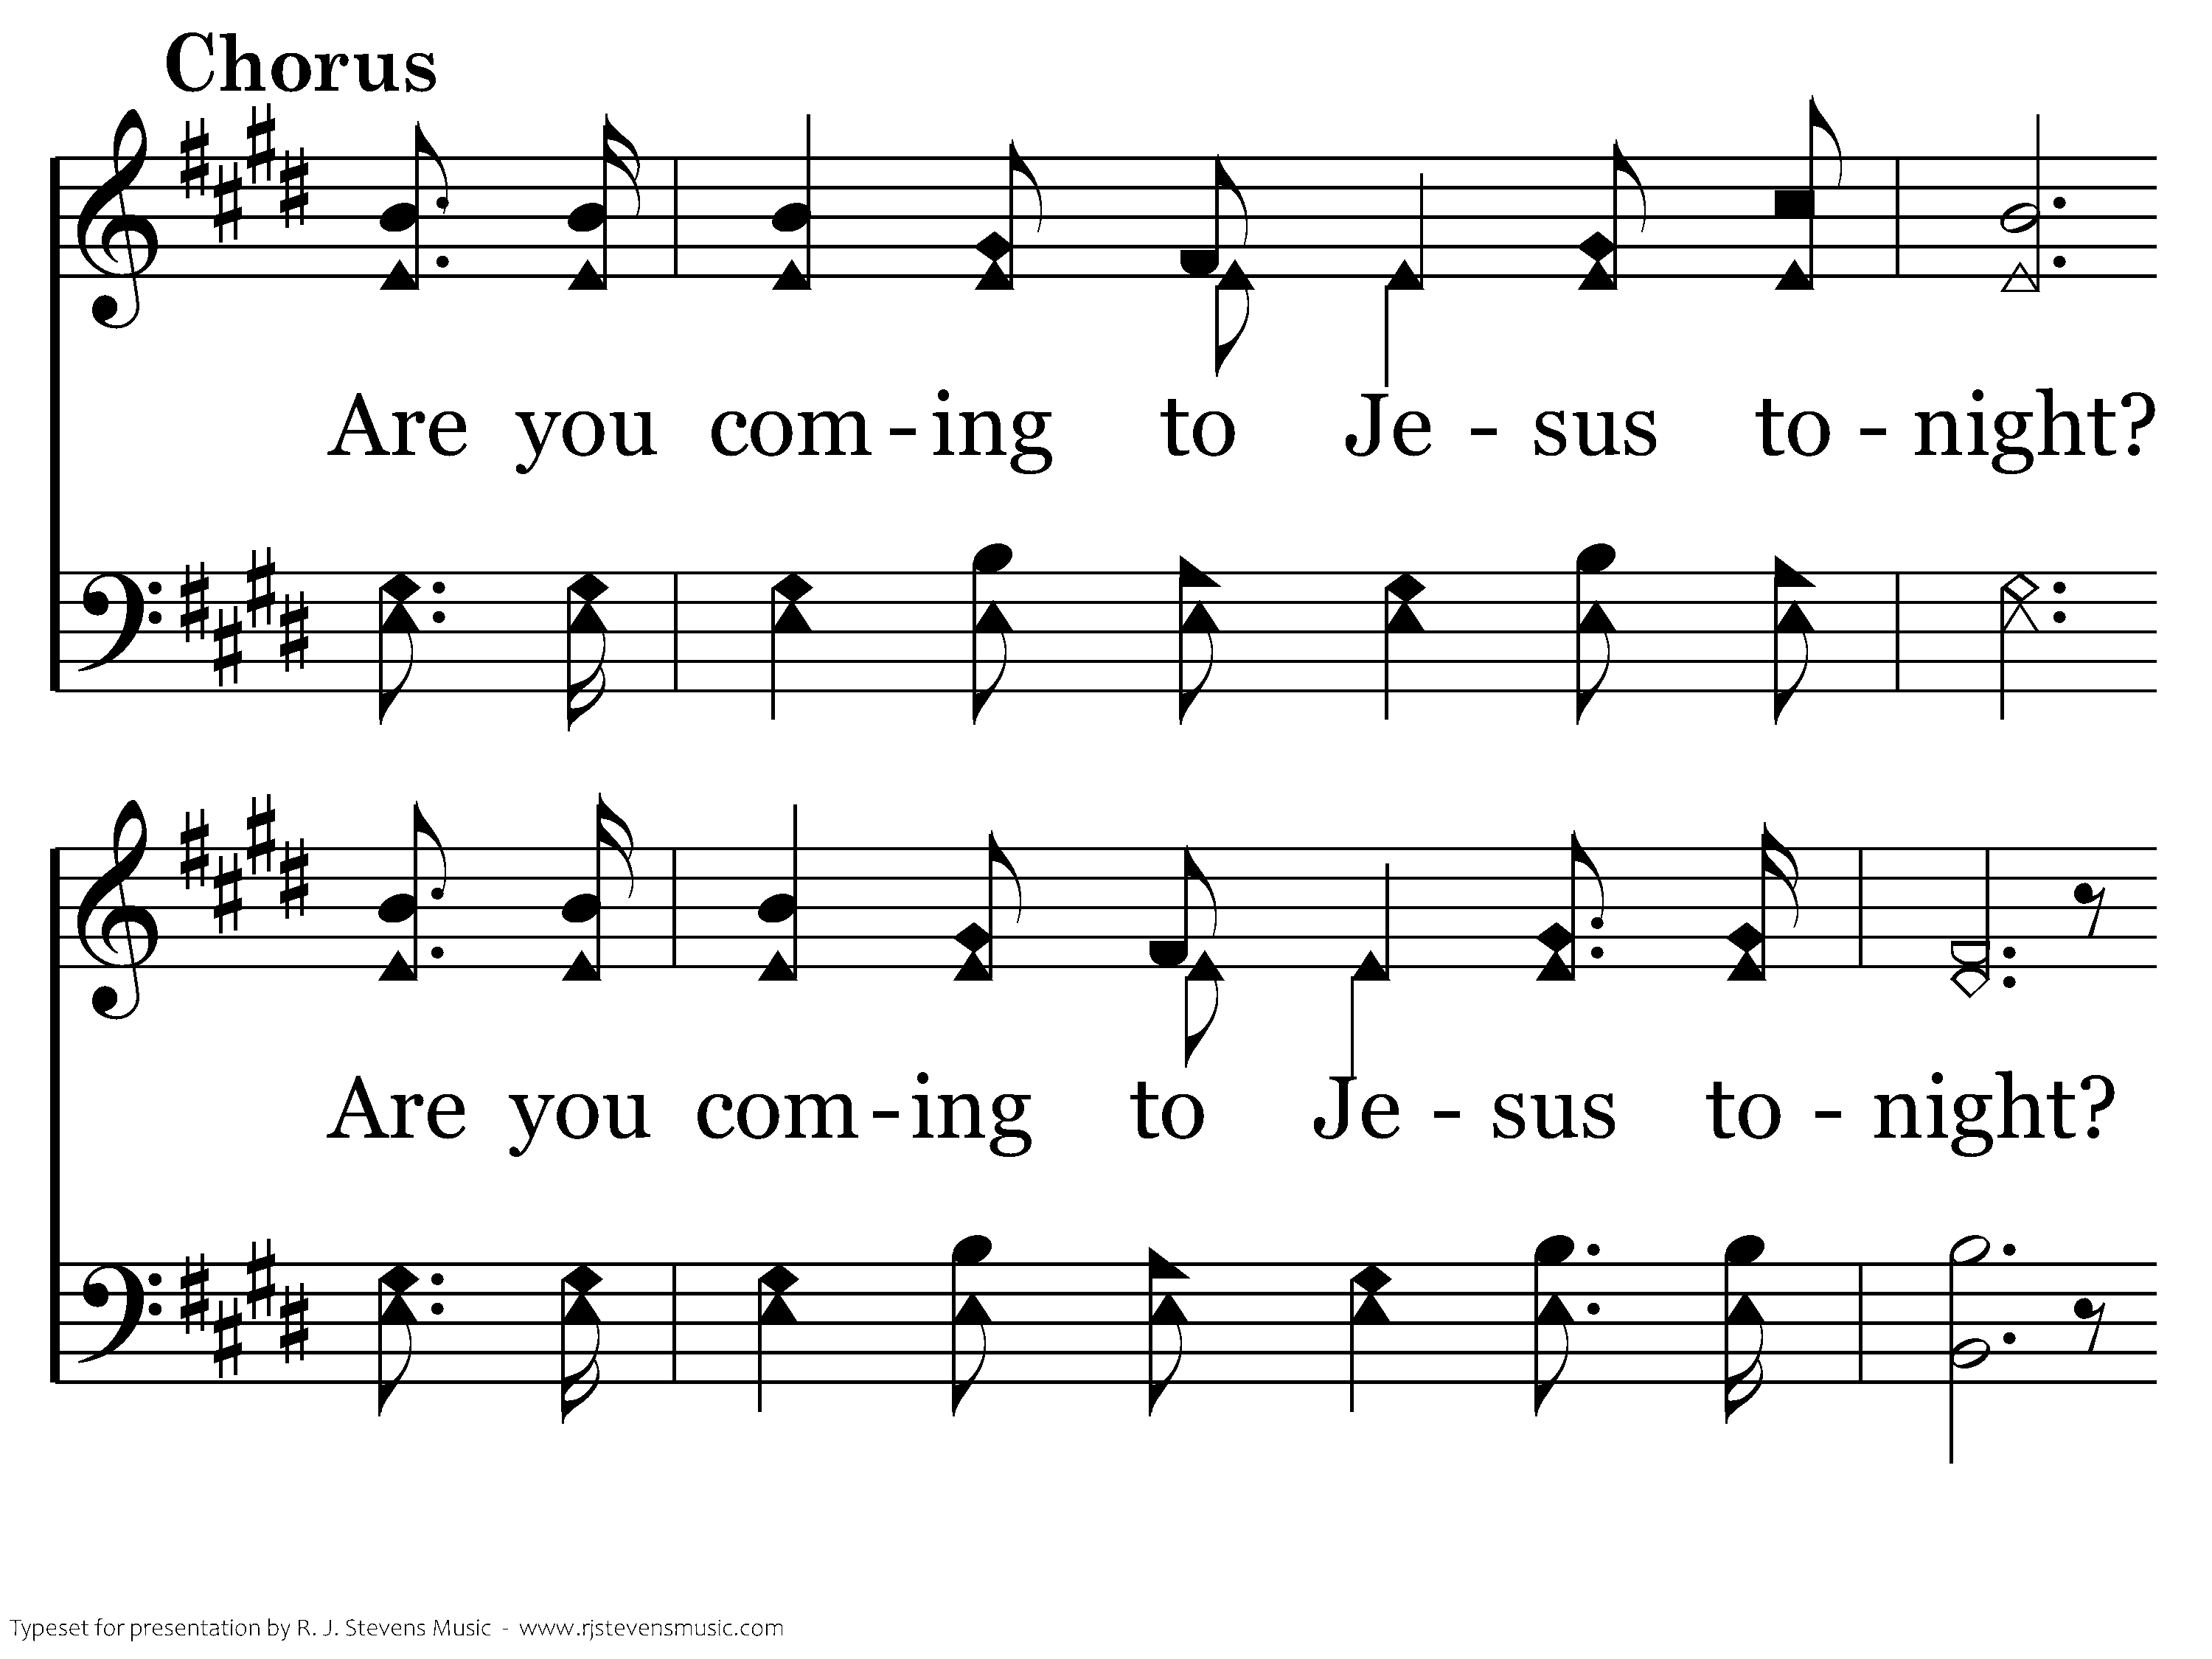 Chorus
Are you com - ing to Je - sus to - night?
Are you com - ing to Je - sus to - night?
Typeset for presentation by R. J. Stevens Music - www.rjstevensmusic.com